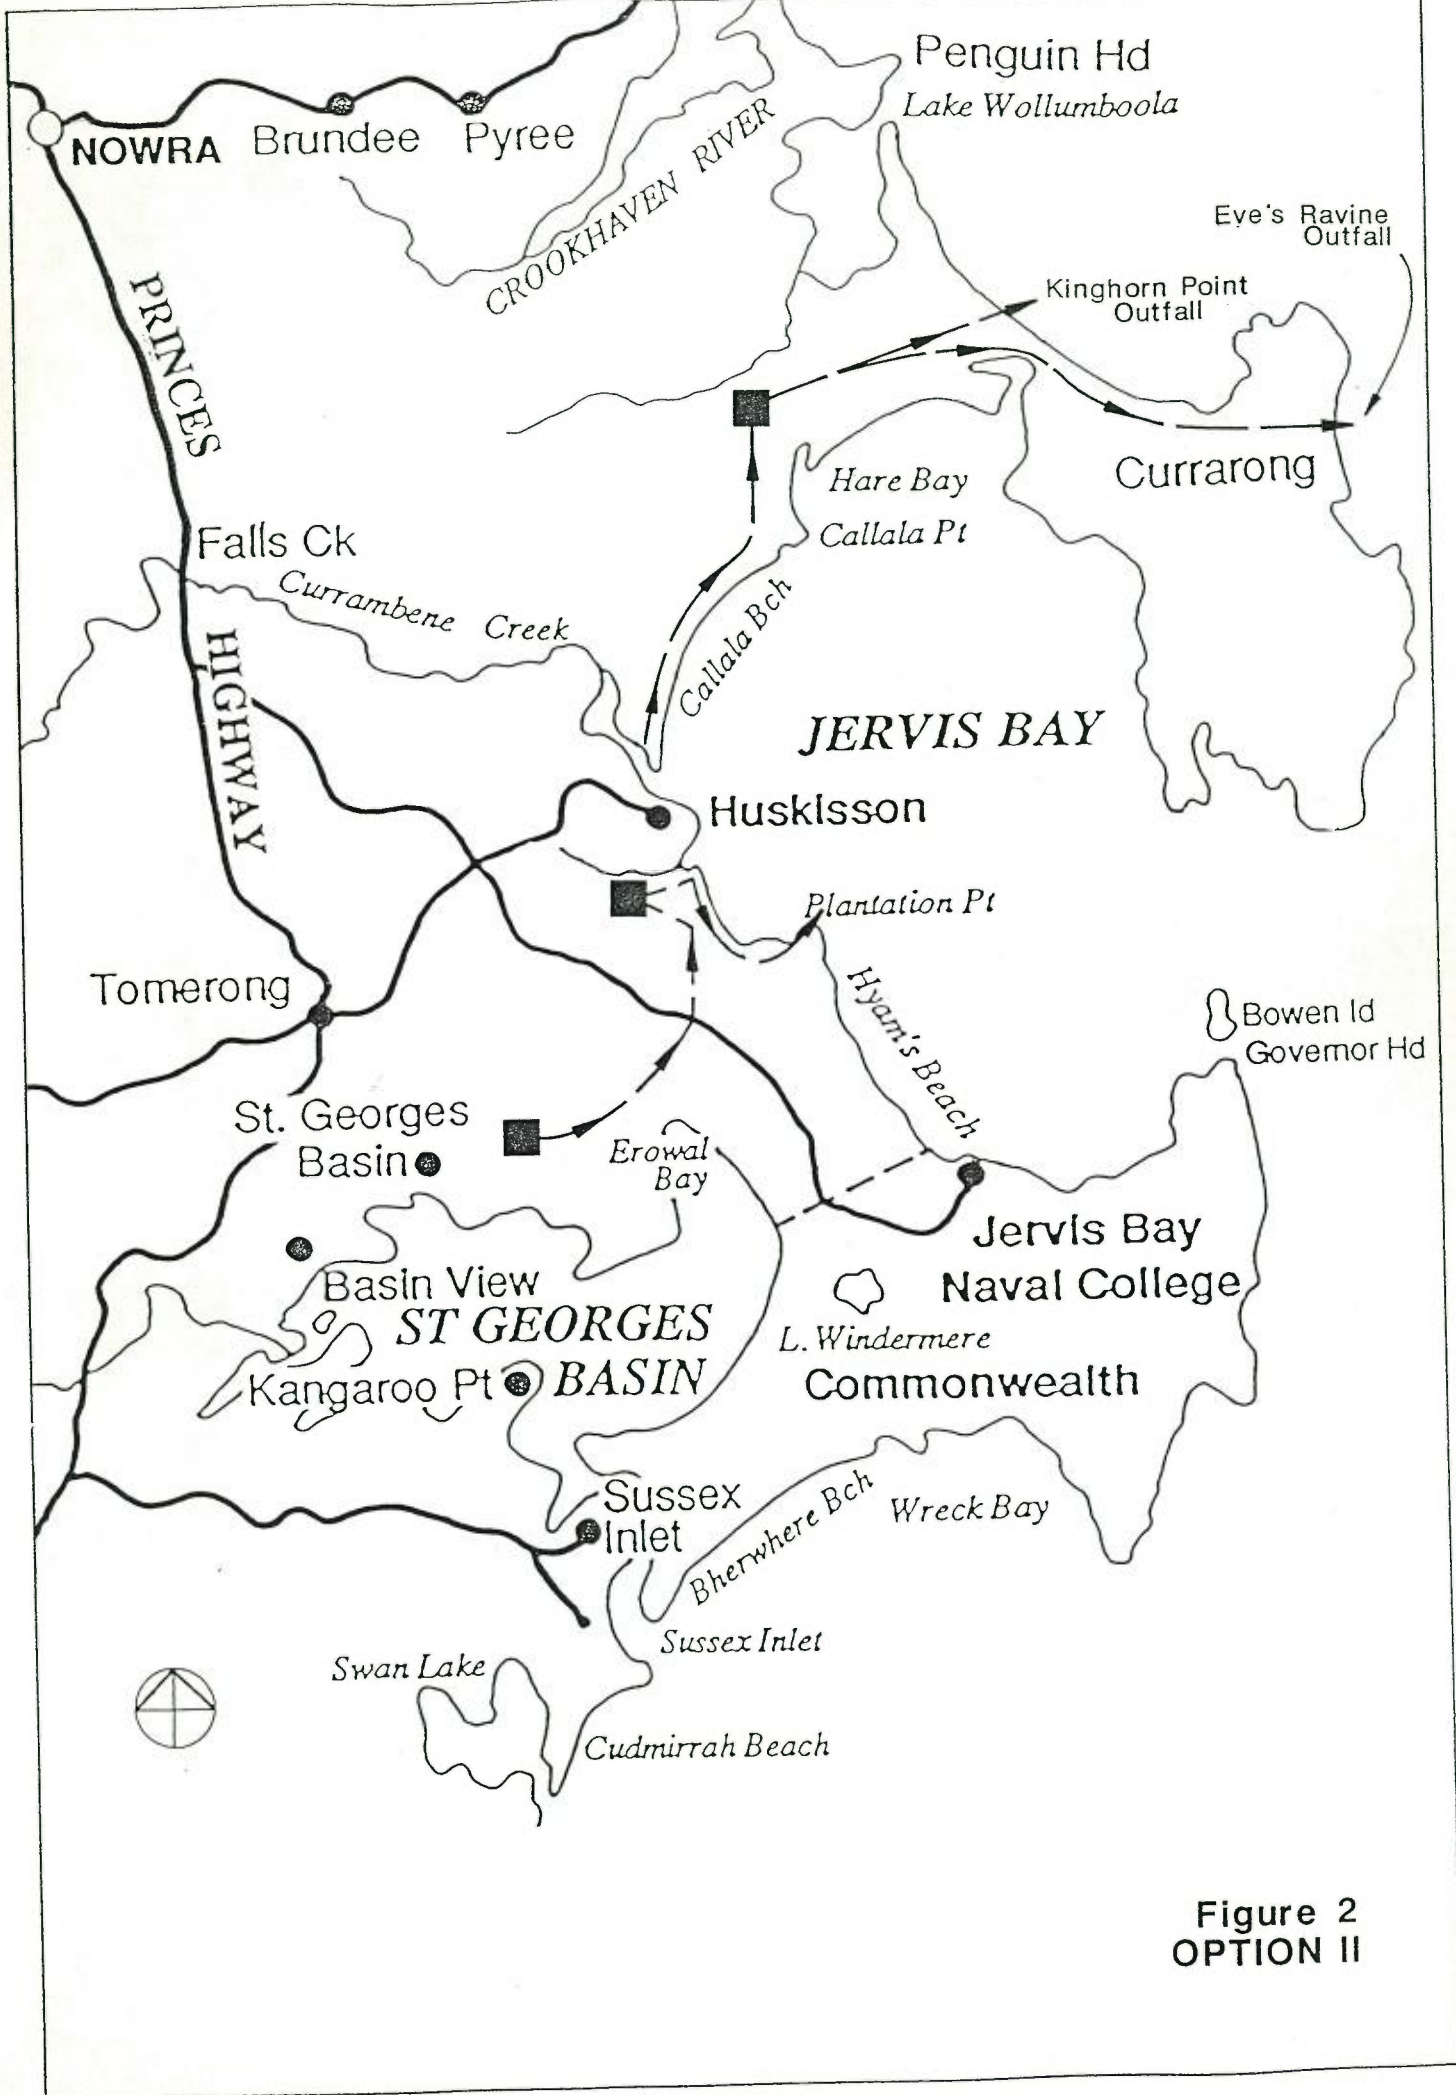 Penguin Hd
Lake Wollumboola
NOWRA
Brundee
Pyree
CROOKHAVEN RIVER
Eve's Ravine
Outfall
Kinghorn Point
Outfall
PRINCES
HIGHWAY
Currarong
Hare Bay
Callala Pt
Falls Ck
Currambene Creek
Callala Bch
JERVIS BAY
Huskisson
Plantation Pt
Tomerong
Hyam's Beach
Bowen Id
Governor Hd
St. Georges
Basin
Erowal
Bay
Jervis Bay
Naval College
Basin View
ST GEORGES
BASIN
L. Windermere
Kangaroo Pt
Commonwealth
Sussex
Inlet
Bherwhere Bch
Wreck Bay
Sussex Inlet
Swan Lake
Cudmirrah Beach
Figure 2
OPTION II